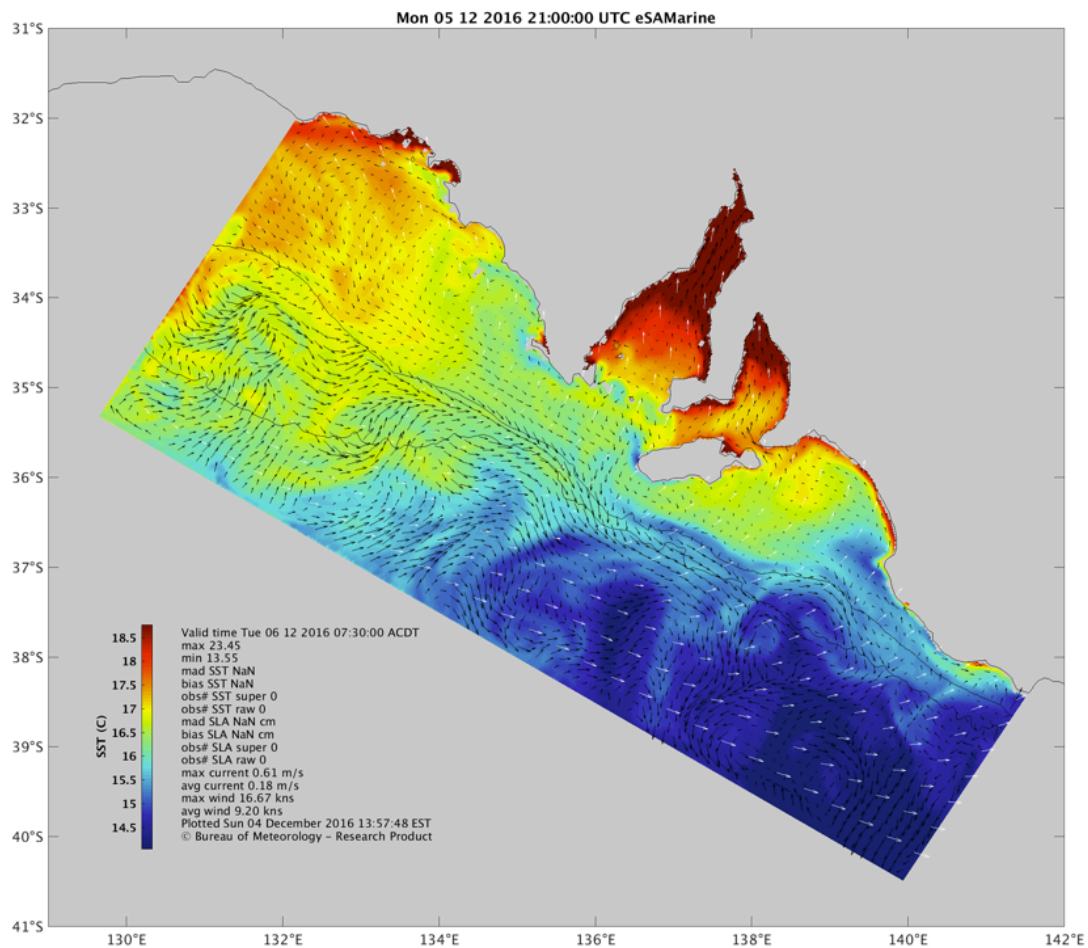 Mon 05 12 2016 21:00:00 UTC eSAMarine
31°S
32°S
33°S
34°S
35°S
36°S
37°S
38°S
39°S
40°S
41°S
SST (C)
18.5
18
17.5
17
16.5
16
15.5
15
14.5
Valid time Tue 06 12 2016 07:30:00 ACDT
max 23.45
min 13.55
mad SST NaN
bias SST NaN
obs# SST super 0
obs# SST raw 0
mad SLA NaN cm
bias SLA NaN cm
obs# SLA super 0
obs# SLA raw 0
max current 0.61 m/s
avg current 0.18 m/s
max wind 16.67 kns
avg wind 9.20 kns
Plotted Sun 04 December 2016 13:57:48 EST
© Bureau of Meteorology – Research Product
130°E 132°E 134°E 136°E 138°E 140°E 142°E